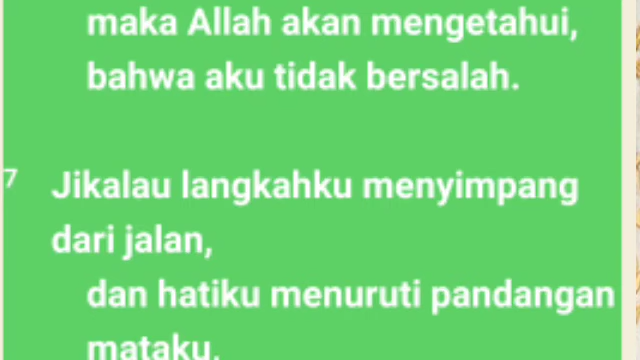 maka Allah akan mengetahui,
bahwa aku tidak bersalah.
7 Jikalau langkahku menyimpang
dari jalan,
dan hatiku menuruti pandangan
mataku,